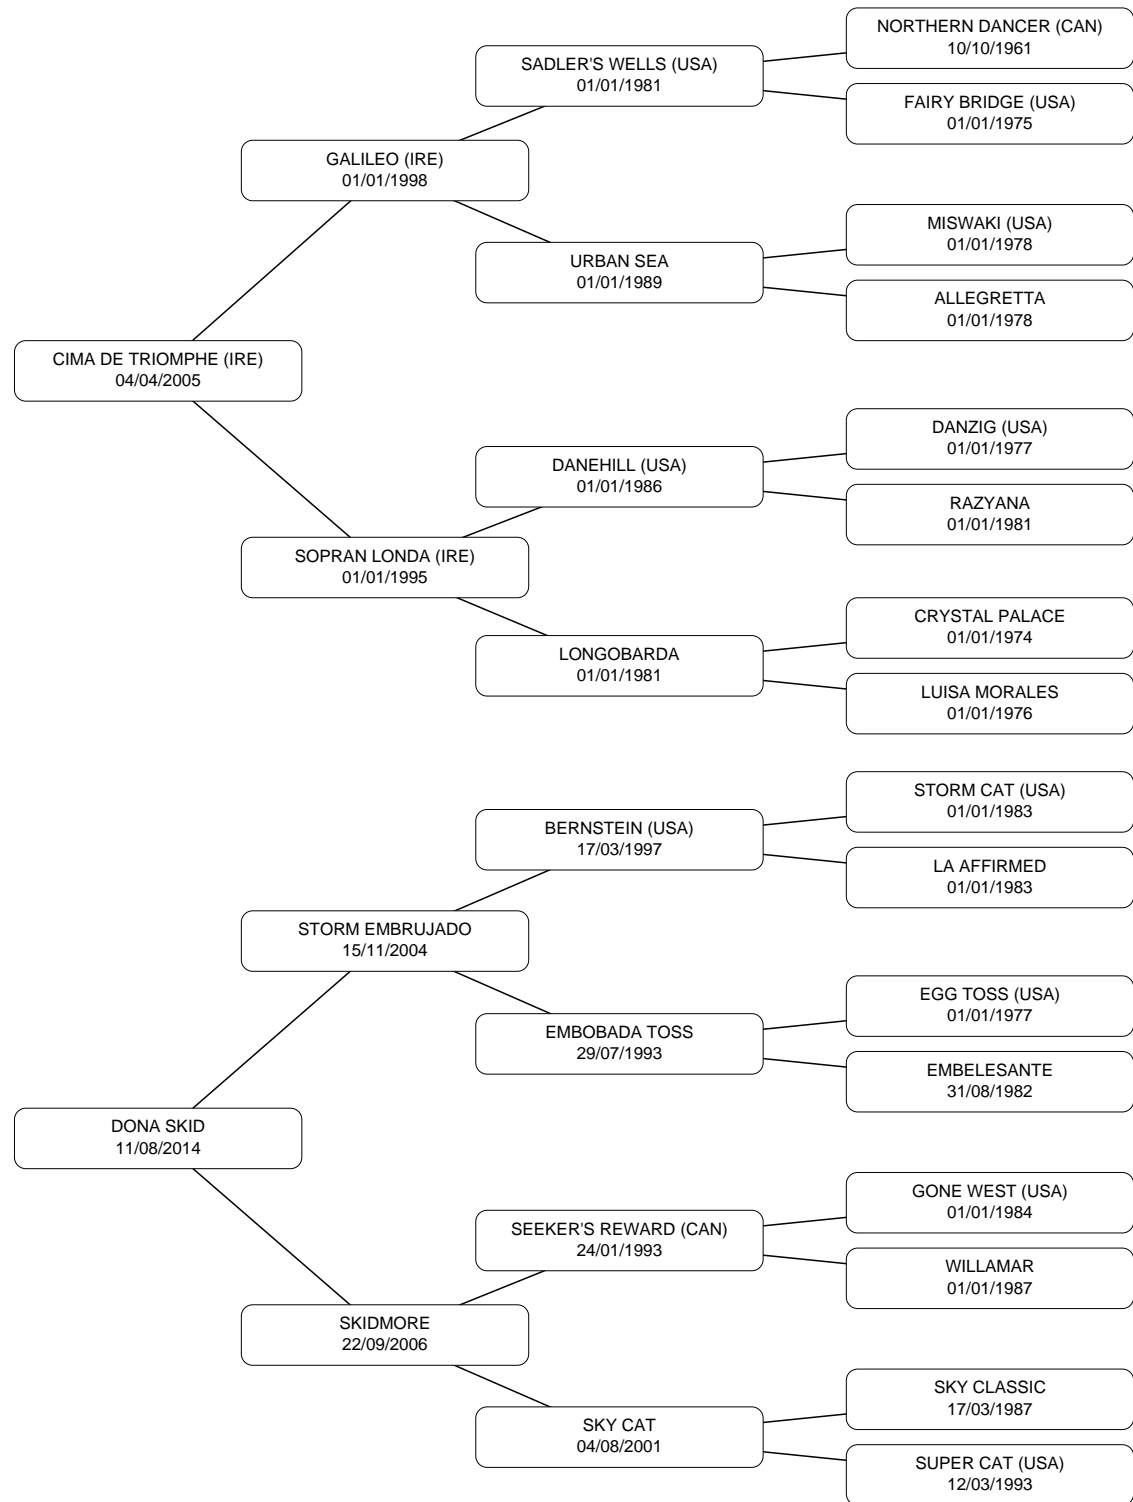 NORTHERN DANCER (CAN)
10/10/1961
SADLER'S WELLS (USA)
01/01/1981
FAIRY BRIDGE (USA)
01/01/1975
GALILEO (IRE)
01/01/1998
MISWAKI (USA)
01/01/1978
URBAN SEA
01/01/1989
ALLEGRETTA
01/01/1978
CIMA DE TRIOMPHE (IRE)
04/04/2005
DANZIG (USA)
01/01/1977
DANEHILL (USA)
01/01/1986
RAZYANA
01/01/1981
SOPRAN LONDA (IRE)
01/01/1995
CRYSTAL PALACE
01/01/1974
LONGOBARDA
01/01/1981
LUISA MORALES
01/01/1976
STORM CAT (USA)
01/01/1983
BERNSTEIN (USA)
17/03/1997
LA AFFIRMED
01/01/1983
STORM EMBRUJADO
15/11/2004
EGG TOSS (USA)
01/01/1977
EMBOBADA TOSS
29/07/1993
EMBELESANTE
31/08/1982
DONA SKID
11/08/2014
GONE WEST (USA)
01/01/1984
SEEKER'S REWARD (CAN)
24/01/1993
WILLAMAR
01/01/1987
SKIDMORE
22/09/2006
SKY CLASSIC
17/03/1987
SKY CAT
04/08/2001
SUPER CAT (USA)
12/03/1993